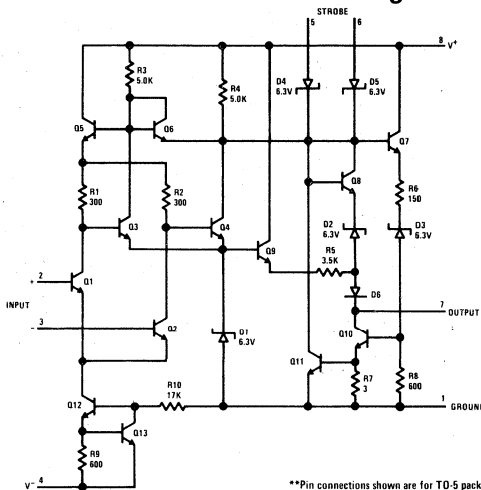 STROBE
5 6
8 V+
R3
5.0K
R4
5.0K
D4
6.3V
D5
6.3V
Q5
Q6
Q7
Q8
R1
300
R2
300
R6
150
Q3
Q4
D2
6.3V
D3
6.3V
Q9
R5
3.5K
+ 2
Q1
D6
INPUT
7 OUTPUT
- 3
Q2
D1
6.3V
Q10
Q11
R7
3
R8
600
R10
17K
1
GROUND
Q12
Q13
R9
600
V- 4
**Pin connections shown are for TO-5 pack